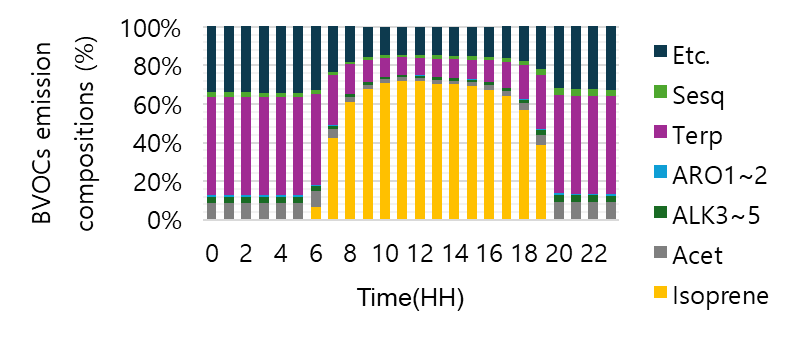 BVOCs emission
compositions (%)
100%
80%
60%
40%
20%
0%
0 2 4 6 8 10 12 14 16 18 20 22
Time(HH)
Etc.
Sesq
Terp
ARO1~2
ALK3~5
Acet
Isoprene